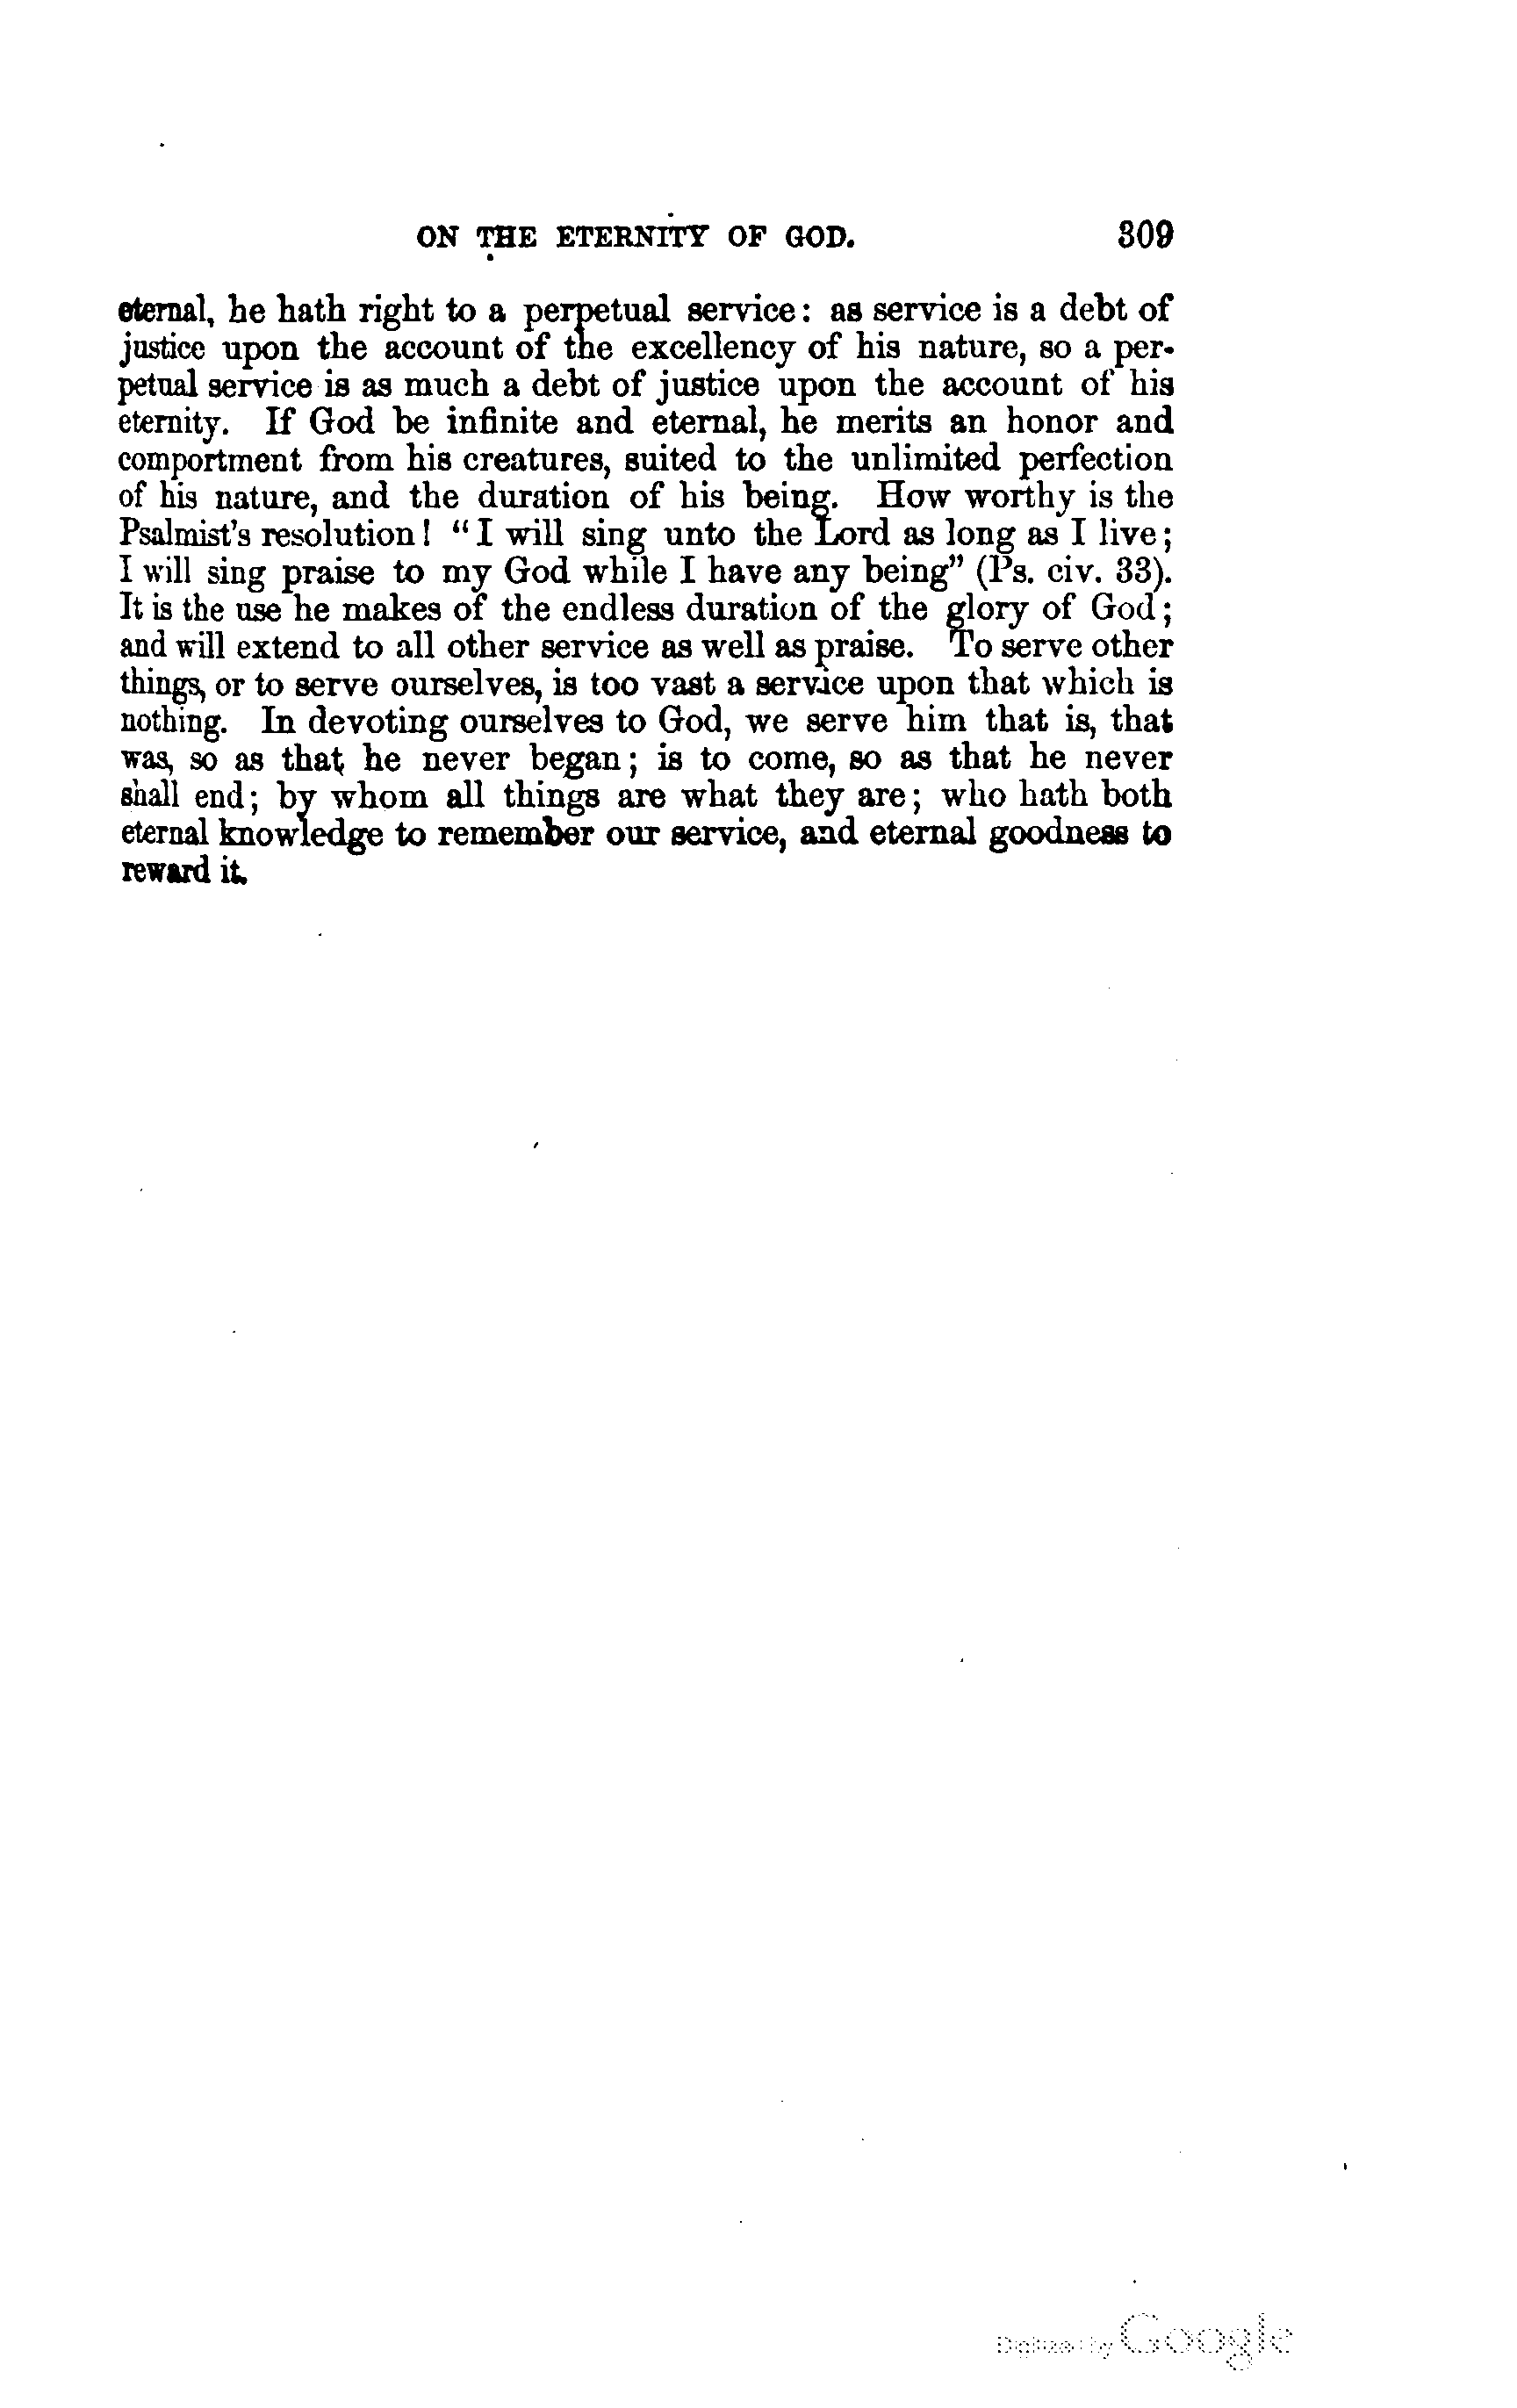 ON THE ETERNITY OF GOD. 309
eternal, he hath right to a perpetual service: as service is a debt of
justice upon the account of the excellency of his nature, so a per-
petual service is as much a debt of justice upon the account of his
eternity. If God be infinite and eternal, he merits an honor and
comportment from his creatures, suited to the unlimited perfection
of his nature, and the duration of his being. How worthy is the
Psalmist's resolution! "I will sing unto the Lord as long as I live;
I will sing praise to my God while I have any being" (Ps. civ. 33).
It is the use he makes of the endless duration of the glory of God;
and will extend to all other service as well as praise. To serve other
things, or to serve ourselves, is too vast a service upon that which is
nothing. In devoting ourselves to God, we serve him that is, that
was, so as that he never began; is to come, so as that he never
shall end; by whom all things are what they are; who hath both
eternal knowledge to remember our service, and eternal goodness to
reward it.
Digitized by Google